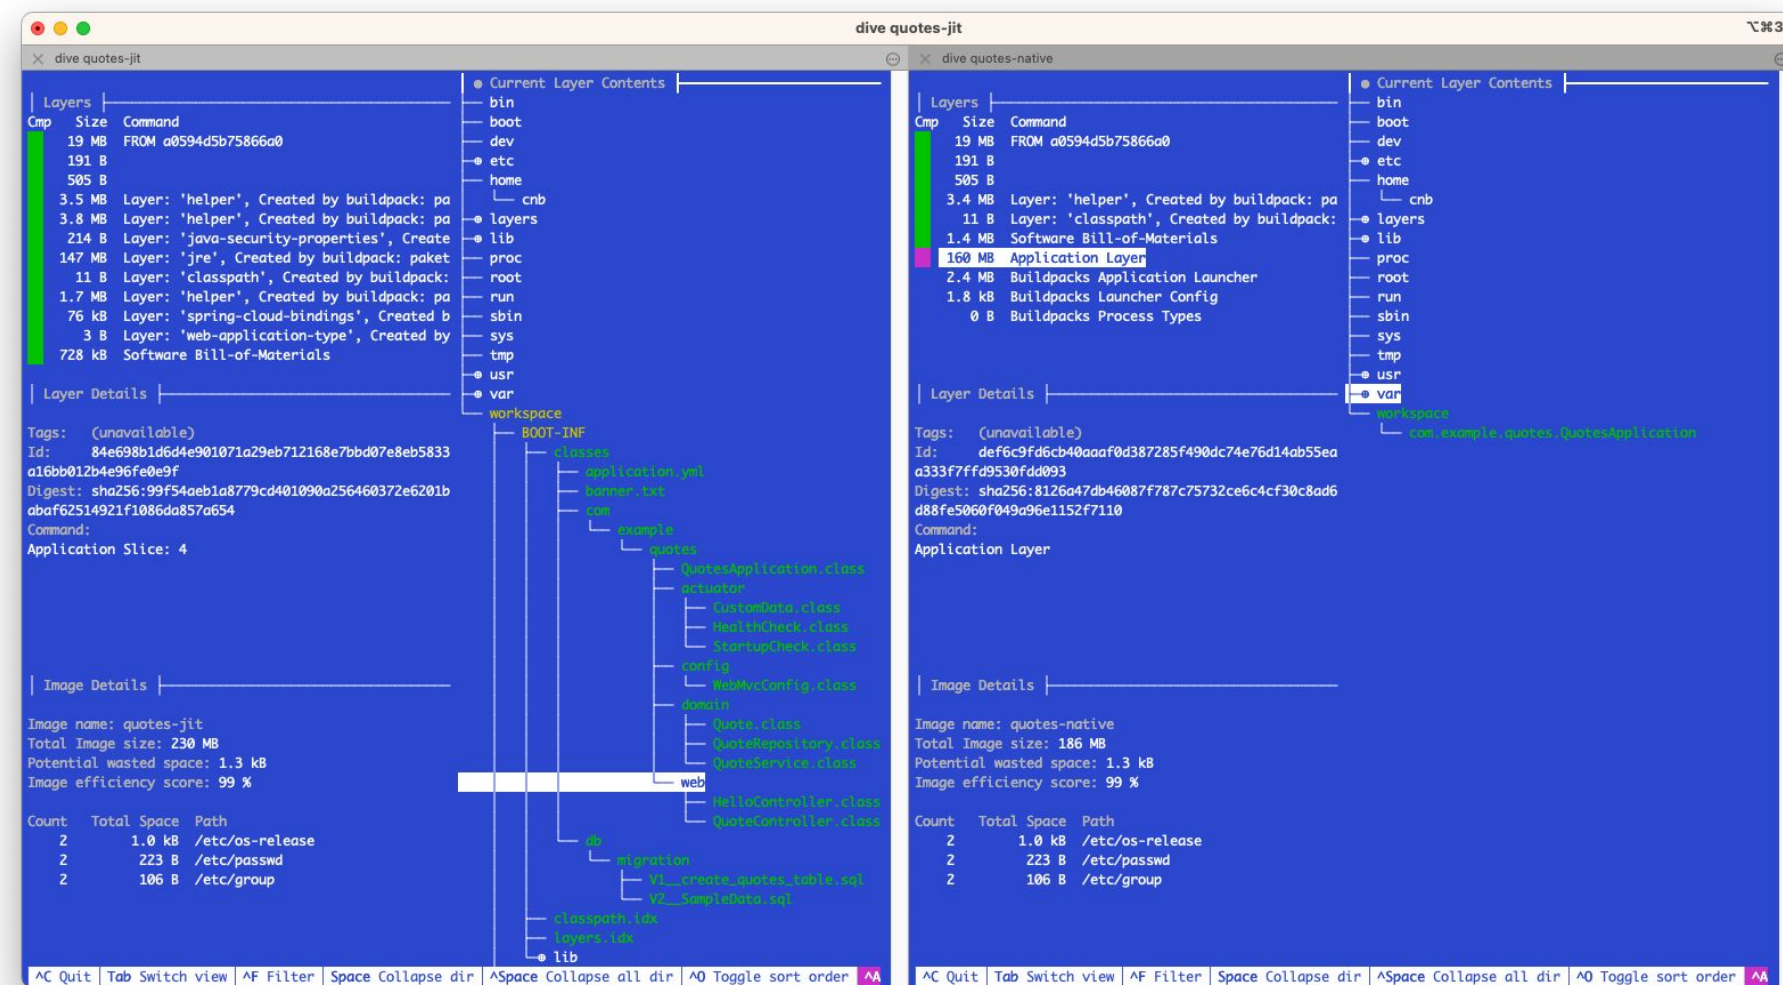 dive quotes-jit
⌥⌘3
dive quotes-jit
dive quotes-native
Layers
Cmp Size Command
19 MB FROM a0594d5b75866a0
191 B
505 B
3.5 MB Layer: 'helper', Created by buildpack: pa
3.8 MB Layer: 'helper', Created by buildpack: pa
214 B Layer: 'java-security-properties', Create
147 MB Layer: 'jre', Created by buildpack: paket
11 B Layer: 'classpath', Created by buildpack:
1.7 MB Layer: 'helper', Created by buildpack: pa
76 kB Layer: 'spring-cloud-bindings', Created b
3 B Layer: 'web-application-type', Created by
728 kB Software Bill-of-Materials
Layer Details
Tags: (unavailable)
Id: 84e698b1d6d4e901071a29eb712168e7bbd07e8eb5833
a16bb012b4e96fe0e9f
Digest: sha256:99f54aeb1a8779cd401090a256460372e6201b
abaf62514921f1086da857a654
Command:
Application Slice: 4
Image Details
Image name: quotes-jit
Total Image size: 230 MB
Potential wasted space: 1.3 kB
Image efficiency score: 99 %
Count Total Space Path
2 1.0 kB /etc/os-release
2 223 B /etc/passwd
2 106 B /etc/group
Current Layer Contents
bin
boot
dev
etc
home
cnb
layers
lib
proc
root
run
sbin
sys
tmp
usr
var
workspace
BOOT-INF
classes
application.yml
banner.txt
com
example
quotes
QuotesApplication.class
actuator
CustomData.class
HealthCheck.class
StartupCheck.class
config
WebMvcConfig.class
domain
Quote.class
QuoteRepository.class
QuoteService.class
web
HelloController.class
QuoteController.class
db
migration
V1__create_quotes_table.sql
V2__SampleData.sql
classpath.idx
layers.idx
lib
^C Quit Tab Switch view ^F Filter Space Collapse dir ^Space Collapse all dir ^O Toggle sort order ^A
Layers
Cmp Size Command
19 MB FROM a0594d5b75866a0
191 B
505 B
3.4 MB Layer: 'helper', Created by buildpack: pa
11 B Layer: 'classpath', Created by buildpack:
1.4 MB Software Bill-of-Materials
160 MB Application Layer
2.4 MB Buildpacks Application Launcher
1.8 kB Buildpacks Launcher Config
0 B Buildpacks Process Types
Layer Details
Tags: (unavailable)
Id: def6c9fd6cb40aaaf0d387285f490dc74e76d14ab55ea
a333f7ffd9530fdd093
Digest: sha256:8126a47db46087f787c75732ce6c4cf30c8ad6
d88fe5060f049a96e1152f7110
Command:
Application Layer
Image Details
Image name: quotes-native
Total Image size: 186 MB
Potential wasted space: 1.3 kB
Image efficiency score: 99 %
Count Total Space Path
2 1.0 kB /etc/os-release
2 223 B /etc/passwd
2 106 B /etc/group
Current Layer Contents
bin
boot
dev
etc
home
cnb
layers
lib
proc
root
run
sbin
sys
tmp
usr
var
workspace
com.example.quotes.QuotesApplication
^C Quit Tab Switch view ^F Filter Space Collapse dir ^Space Collapse all dir ^O Toggle sort order ^A